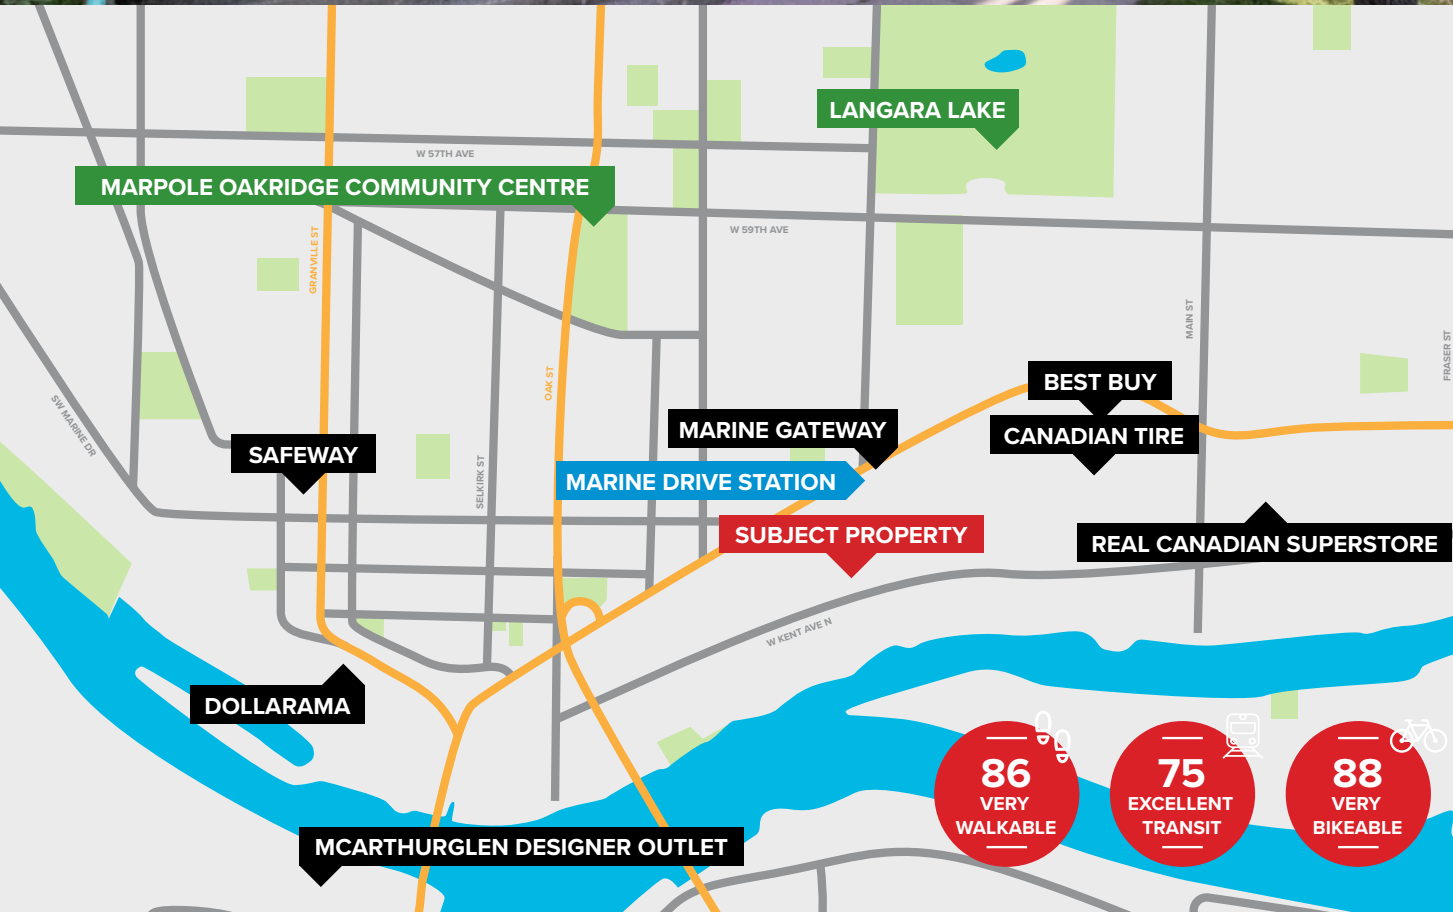 LANGARA LAKE
W 57TH AVE
MARPOLE OAKRIDGE COMMUNITY CENTRE
W 59TH AVE
GRANVILLE ST
MAIN ST
FRASER ST
OAK ST
BEST BUY
SW MARINE DR
MARINE GATEWAY
CANADIAN TIRE
SAFEWAY
SELKIRK ST
MARINE DRIVE STATION
SUBJECT PROPERTY
REAL CANADIAN SUPERSTORE
W KENT AVE N
DOLLARAMA
86
VERY
WALKABLE
75
EXCELLENT
TRANSIT
88
VERY
BIKEABLE
MCARTHURGLEN DESIGNER OUTLET